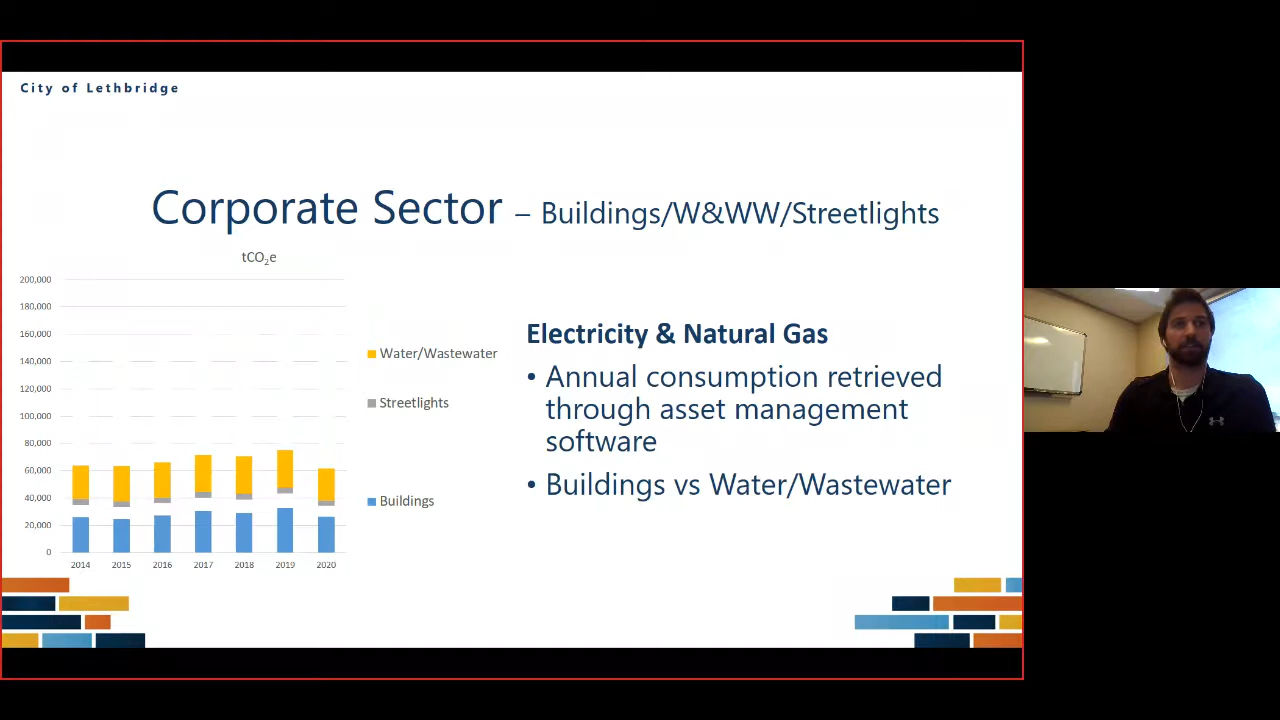 City of Lethbridge
Corporate Sector – Buildings/W&WW/Streetlights
tCO₂e
200,000
180,000
160,000
140,000
120,000
100,000
80,000
60,000
40,000
20,000
0
2014 2015 2016 2017 2018 2019 2020
Water/Wastewater
Streetlights
Buildings
Electricity & Natural Gas
• Annual consumption retrieved
through asset management
software
• Buildings vs Water/Wastewater